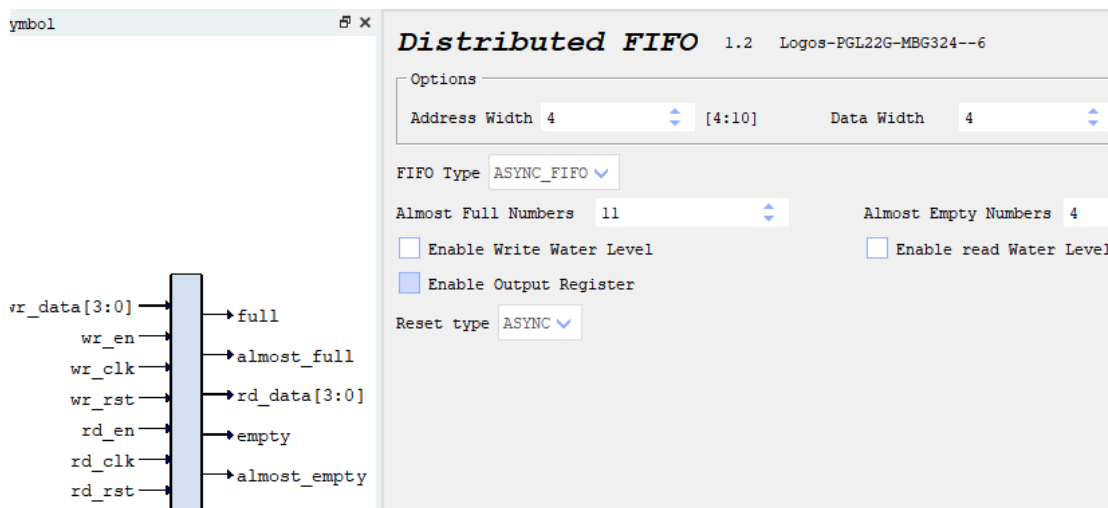 ymbol
Distributed FIFO 1.2 Logos-PGL22G-MBG324--6
Options
Address Width 4 [4:10] Data Width 4
FIFO Type ASYNC_FIFO
Almost Full Numbers 11 Almost Empty Numbers 4
Enable Write Water Level Enable read Water Level
Enable Output Register
Reset type ASYNC
wr_data[3:0]
wr_en
wr_clk
wr_rst
rd_en
rd_clk
rd_rst
full
almost_full
rd_data[3:0]
empty
almost_empty